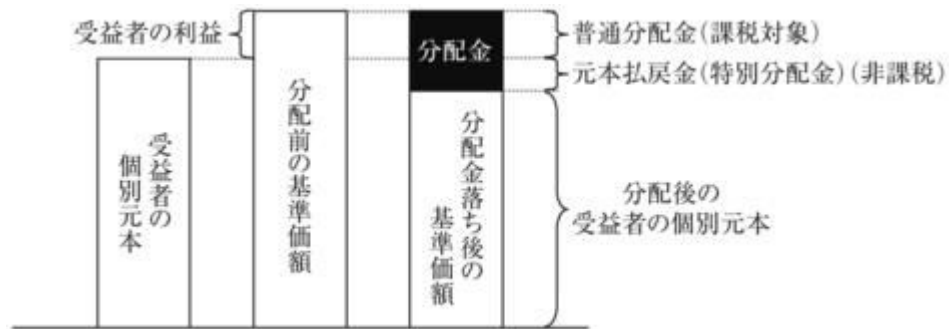 受益者の利益
分配金
普通分配金(課税対象)
元本払戻金(特別分配金)(非課税)
受益者の
個別元本
分配前の基準価額
分配金落ち後の
基準価額
分配後の
受益者の個別元本